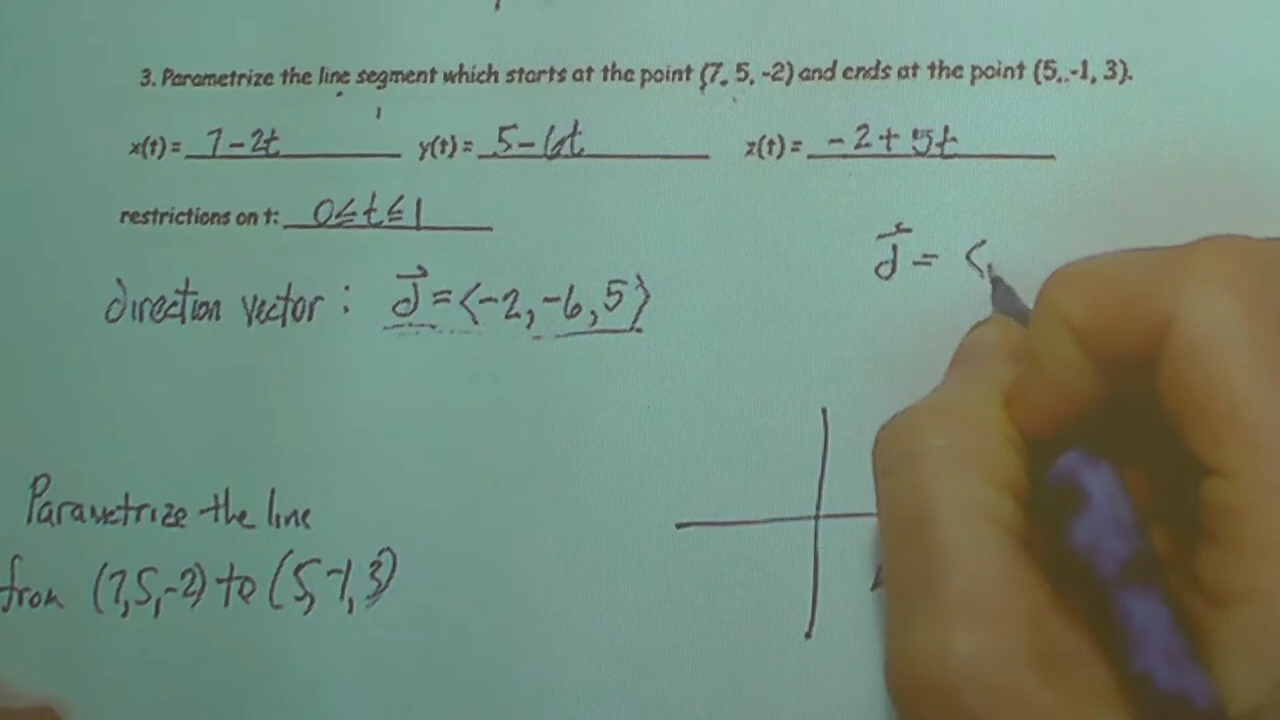 3. Parametrize the line segment which starts at the point (7, 5, -2) and ends at the point (5, -1, 3).
x(t) = 7-2t y(t) = 5-6t z(t) = -2+5t
restrictions on t: 0≤t≤1
d⃗ = <
direction vector : d⃗ = <-2, -6, 5>
Parametrize the line
from (7,5,-2) to (5,-1,3)